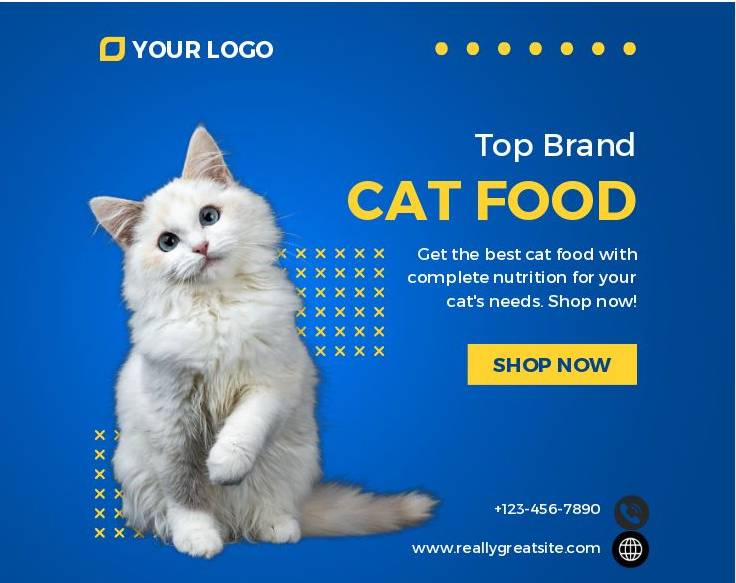 YOUR LOGO
Top Brand
CAT FOOD
Get the best cat food with
complete nutrition for your
cat's needs. Shop now!
SHOP NOW
+123-456-7890
www.reallygreatsite.com